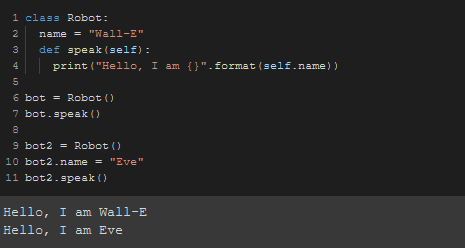 1 class Robot:
2   name = "Wall-E"
3   def speak(self):
4     print("Hello, I am {}".format(self.name))
5
6 bot = Robot()
7 bot.speak()
8
9 bot2 = Robot()
10 bot2.name = "Eve"
11 bot2.speak()
Hello, I am Wall-E
Hello, I am Eve